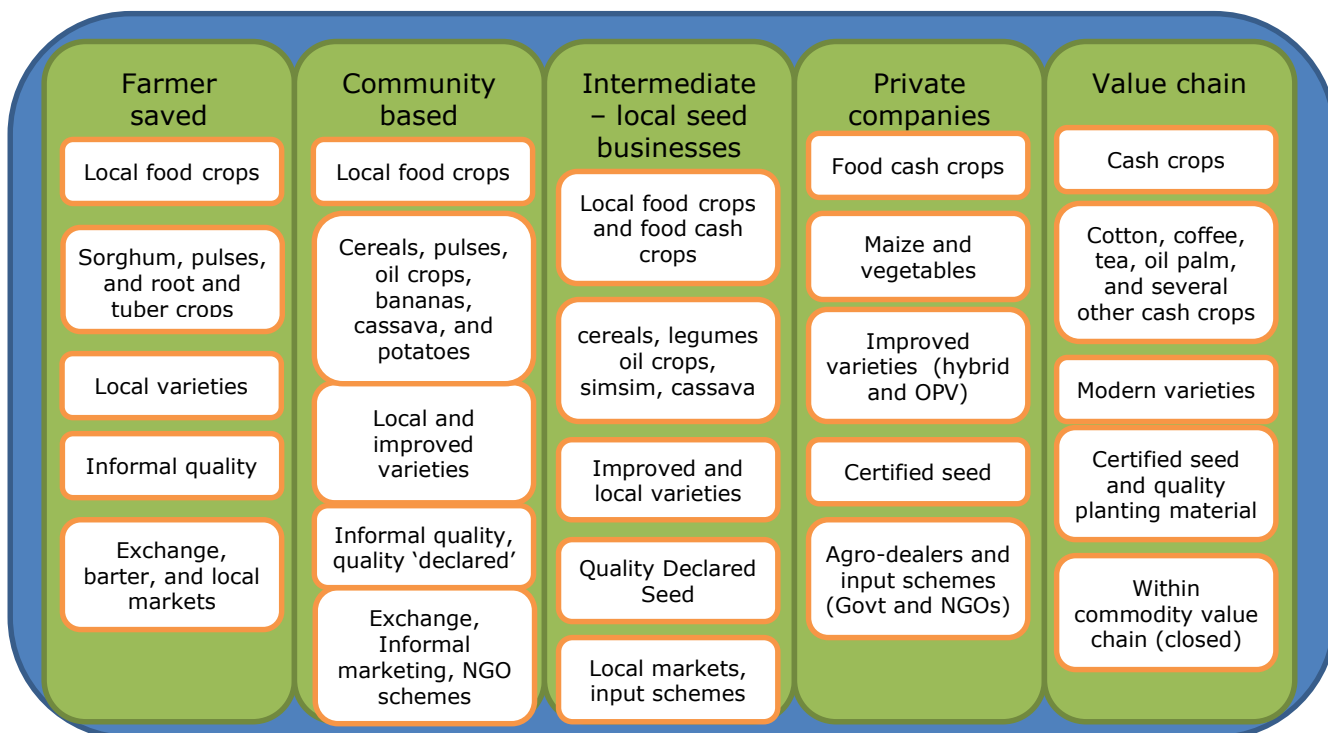 Farmer
saved
Local food crops
Sorghum, pulses,
and root and
tuber crops
Local varieties
Informal quality
Exchange,
barter, and local
markets
Community
based
Local food crops
Cereals, pulses,
oil crops,
bananas,
cassava, and
potatoes
Local and
improved
varieties
Informal quality,
quality ‘declared’
Exchange,
Informal
marketing, NGO
schemes
Intermediate
– local seed
businesses
Local food crops
and food cash
crops
cereals, legumes
oil crops,
simsim, cassava
Improved and
local varieties
Quality Declared
Seed
Local markets,
input schemes
Private
companies
Food cash crops
Maize and
vegetables
Improved
varieties (hybrid
and OPV)
Certified seed
Agro-dealers and
input schemes
(Govt and NGOs)
Value chain
Cash crops
Cotton, coffee,
tea, oil palm,
and several
other cash crops
Modern varieties
Certified seed
and quality
planting material
Within
commodity value
chain (closed)